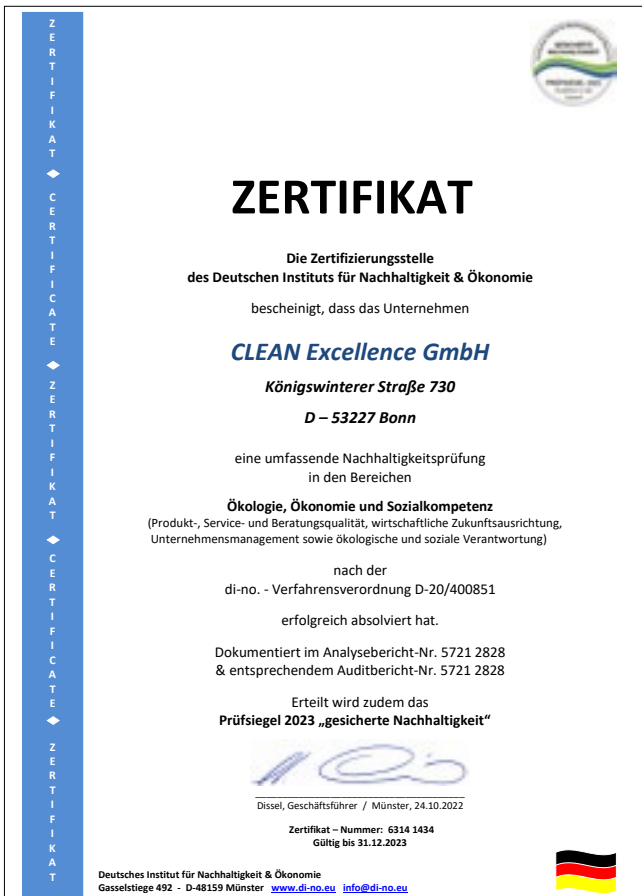 ZERTIFIKAT ◆ CERTIFICATE ◆ ZERTIFIKAT ◆ CERTIFICATE ◆ ZERTIFIKAT
GESICHERTE
NACHHALTIGKEIT
PRÜFSIEGEL 2023
ZERTIFIKAT
Die Zertifizierungsstelle
des Deutschen Instituts für Nachhaltigkeit & Ökonomie
bescheinigt, dass das Unternehmen
CLEAN Excellence GmbH
Königswinterer Straße 730
D – 53227 Bonn
eine umfassende Nachhaltigkeitsprüfung
in den Bereichen
Ökologie, Ökonomie und Sozialkompetenz
(Produkt-, Service- und Beratungsqualität, wirtschaftliche Zukunftsausrichtung,
Unternehmensmanagement sowie ökologische und soziale Verantwortung)
nach der
di-no. - Verfahrensverordnung D-20/400851
erfolgreich absolviert hat.
Dokumentiert im Analysebericht-Nr. 5721 2828
& entsprechendem Auditbericht-Nr. 5721 2828
Erteilt wird zudem das
Prüfsiegel 2023 „gesicherte Nachhaltigkeit“
Dissel, Geschäftsführer / Münster, 24.10.2022
Zertifikat – Nummer: 6314 1434
Gültig bis 31.12.2023
Deutsches Institut für Nachhaltigkeit & Ökonomie
Gasselstiege 492 - D-48159 Münster www.di-no.eu info@di-no.eu